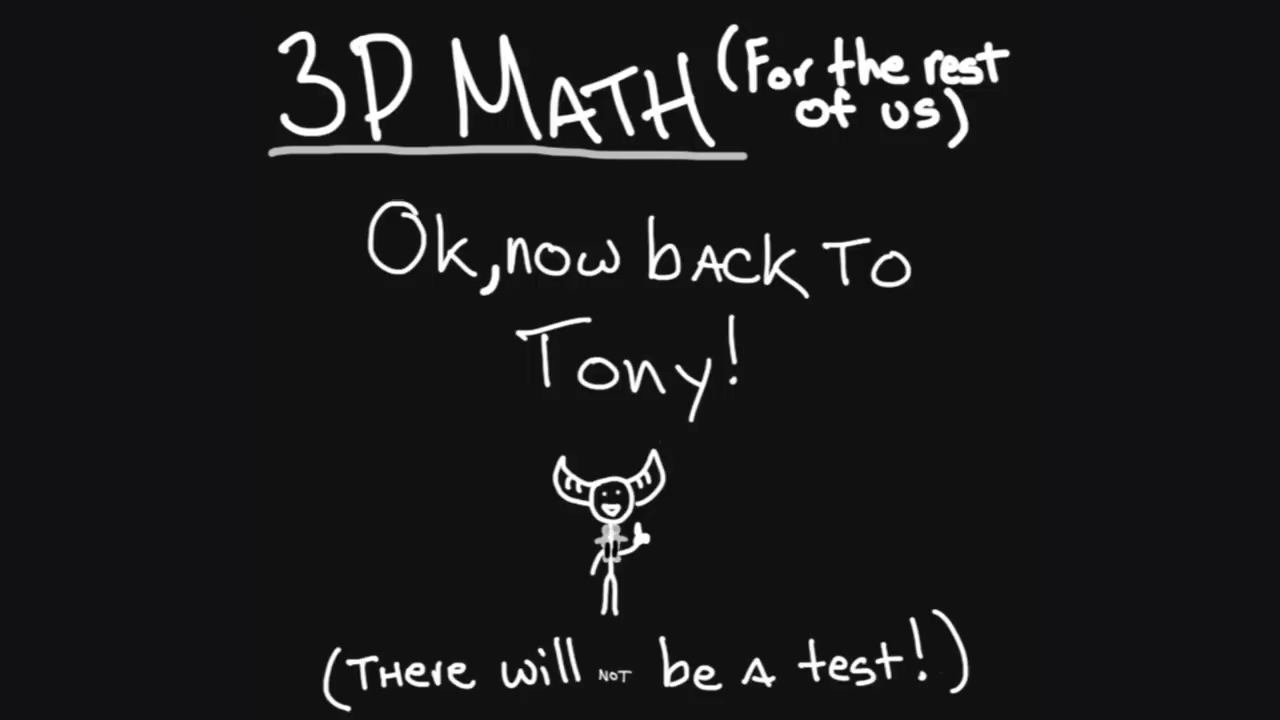 3D MATH (For the rest
of us)
Ok, now back to
Tony!
(There will NOT be a test!)